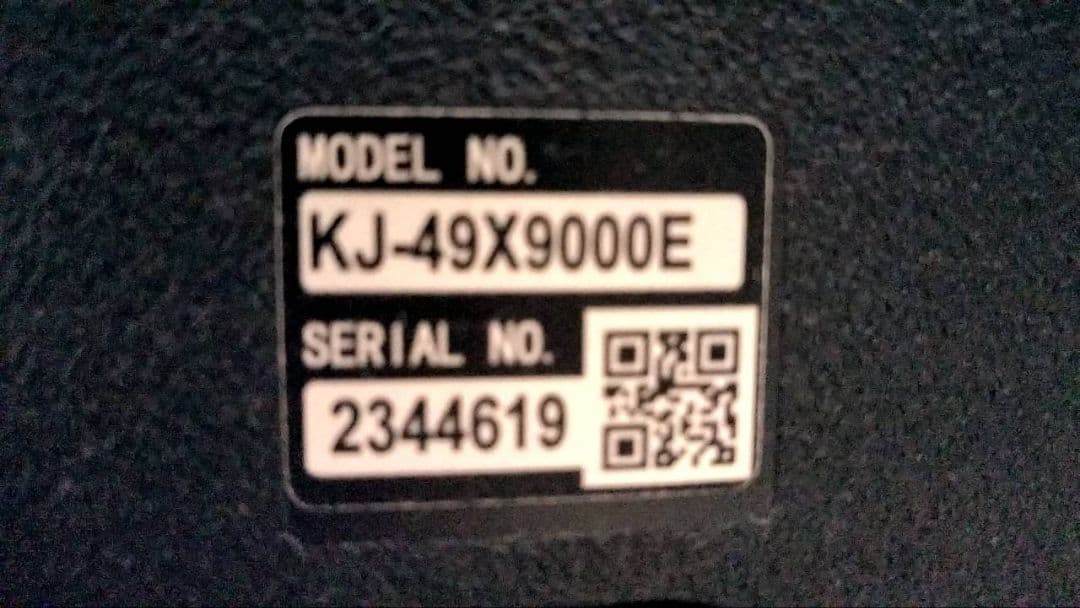 MODEL NO.
KJ-49X9000E
SERIAL NO.
2344619